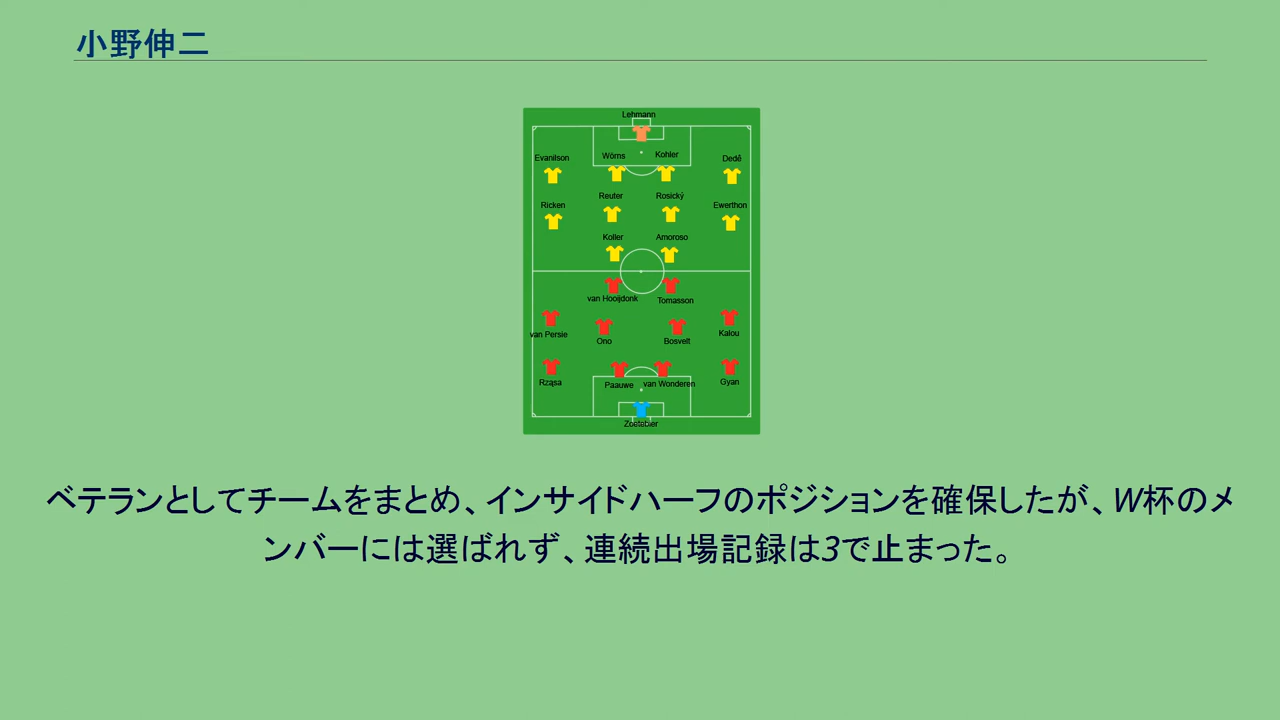 小野伸二
Lehmann
Evanilson Wörns Kohler Dedê
Ricken Reuter Rosický Ewerthon
Koller Amoroso
van Hooijdonk Tomasson
van Persie Ono Bosvelt Kalou
Rząsa Paauwe van Wonderen Gyan
Zoetebier
ベテランとしてチームをまとめ、インサイドハーフのポジションを確保したが、W杯のメ
ンバーには選ばれず、連続出場記録は3で止まった。